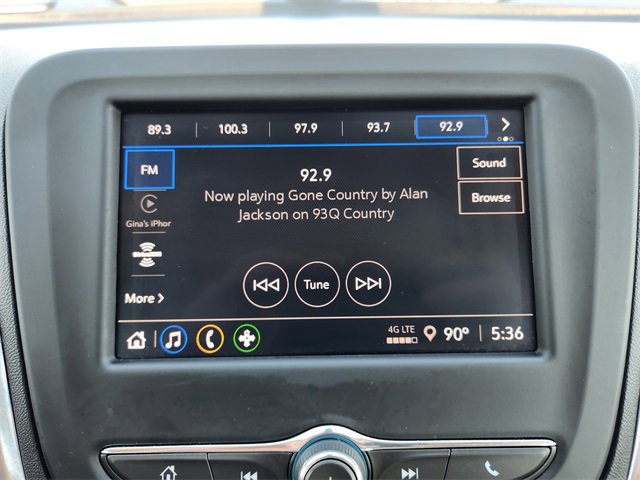 89.3 100.3 97.9 93.7 92.9
FM
92.9
Now playing Gone Country by Alan
Jackson on 93Q Country
Sound
Browse
Gina's iPhor
More
Tune
4G LTE
90° 5:36